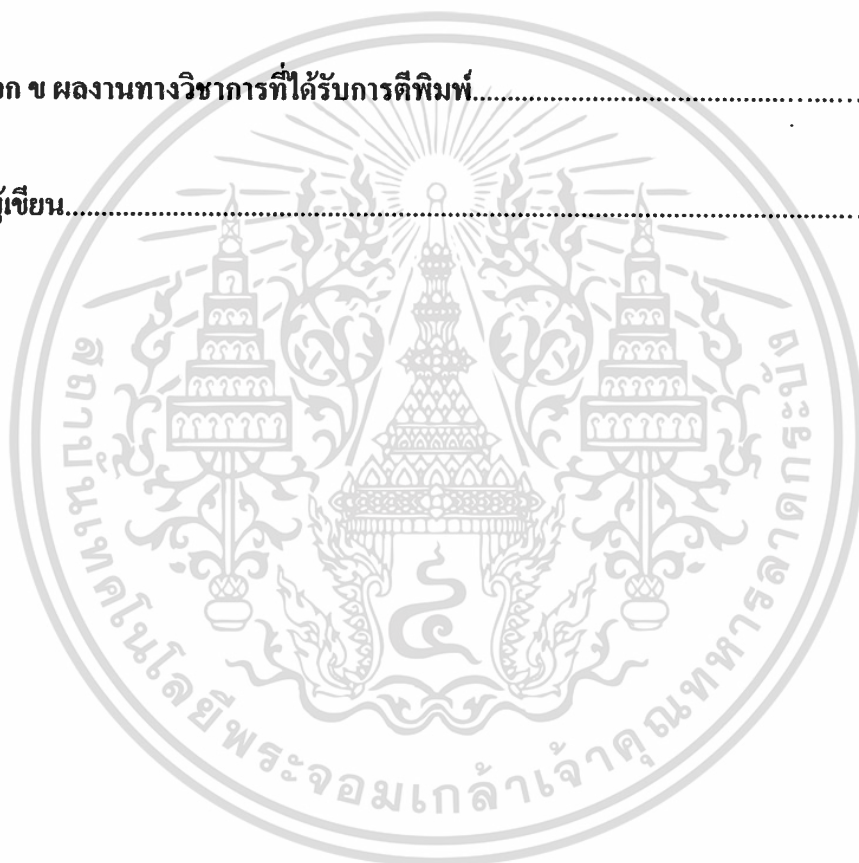 วก ข ผลงานทางวิชาการที่ได้รับการตีพิมพ์
ผู้เขียน
สถาบันเทคโนโลยีพระจอมเกล้าเจ้าคุณทหารลาดกระบัง
๔